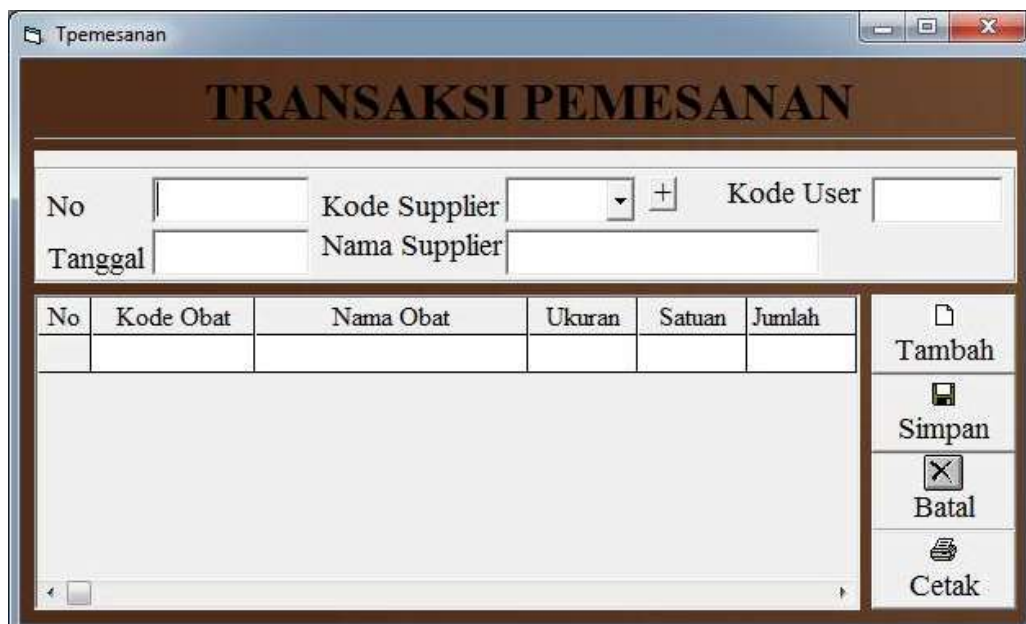 Tpemesanan
TRANSAKSI PEMESANAN
No Kode Supplier + Kode User
Tanggal Nama Supplier
No Kode Obat Nama Obat Ukuran Satuan Jumlah
Tambah
Simpan
Batal
Cetak